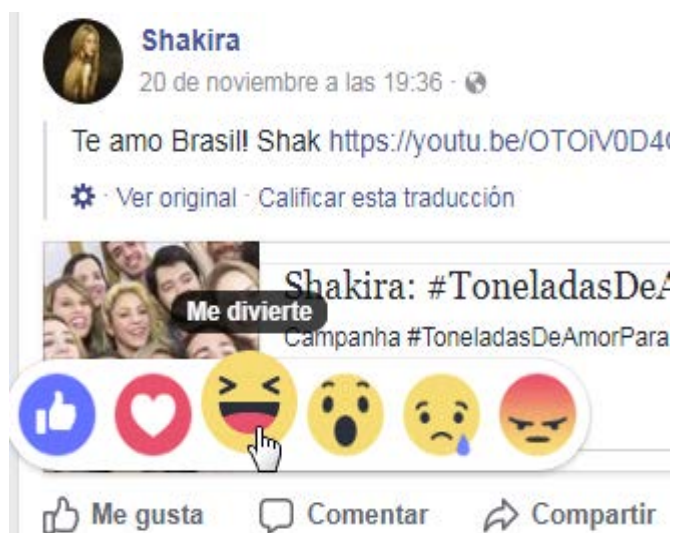 Shakira
20 de noviembre a las 19:36 ·
Te amo Brasil! Shak https://youtu.be/OTOiV0D4
· Ver original · Calificar esta traducción
Shakira: #ToneladasDeA
Me divierte
Campanha #ToneladasDeAmorPara
Me gusta Comentar Compartir